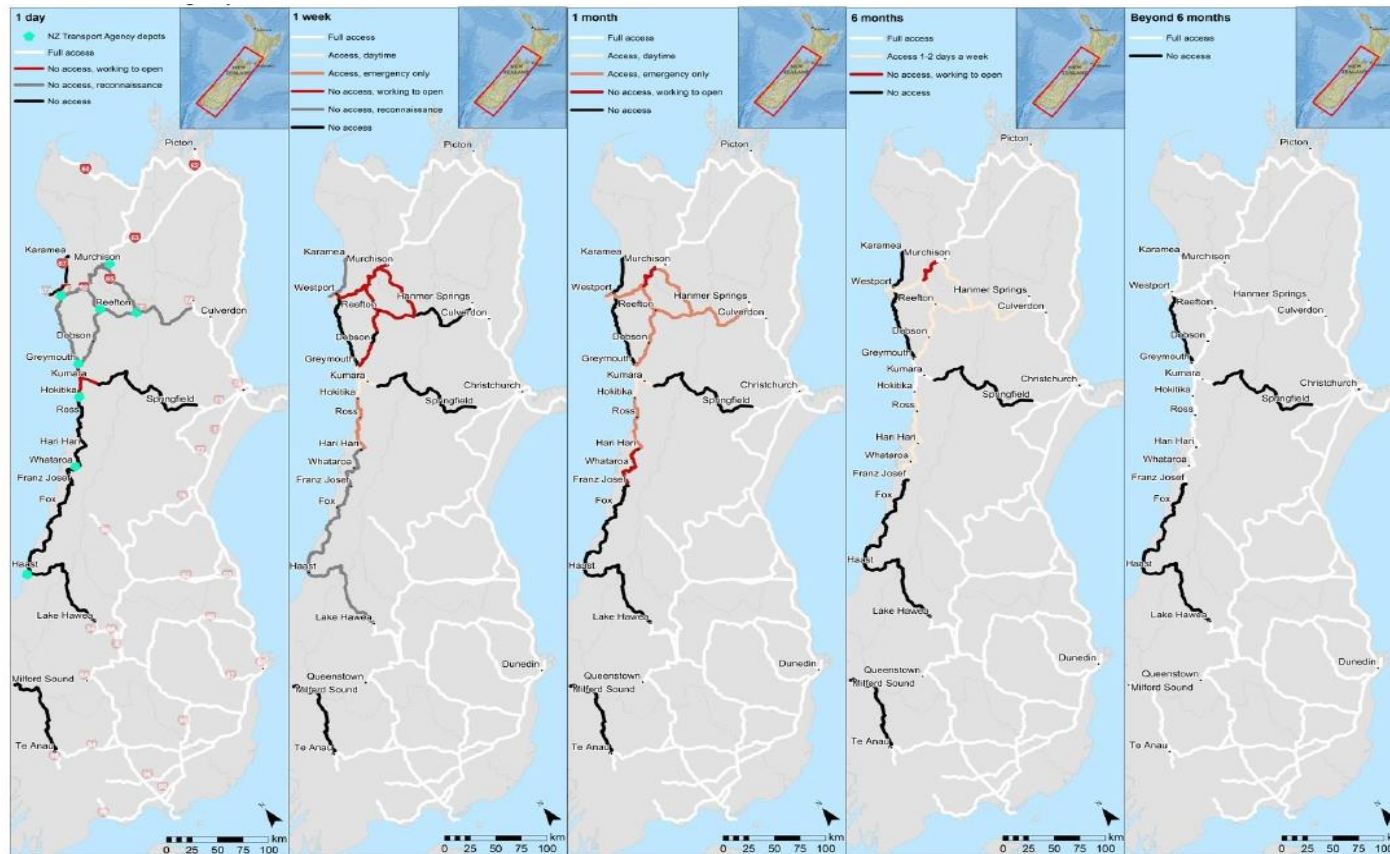 1 day
NZ Transport Agency depots
Full access
No access, working to open
No access, reconnaissance
No access
NEW
ZEALAND
Picton
Karamea
Murchison
Reefton
Culverdon
Dobson
Greymouth
Kumara
Hokitika
Springfield
Ross
Hari Hari
Whataroa
Franz Josef
Fox
Haast
Lake Hawea
Milford Sound
Te Anau
N
km
0 25 50 75 100
1 week
Full access
Access, daytime
Access, emergency only
No access, working to open
No access, reconnaissance
No access
NEW
ZEALAND
Picton
Karamea
Murchison
Westport
Hanmer Springs
Reefton
Culverdon
Dobson
Greymouth
Kumara
Christchurch
Hokitika
Springfield
Ross
Hari Hari
Whataroa
Franz Josef
Fox
Haast
Lake Hawea
Dunedin
Queenstown
Milford Sound
Te Anau
N
km
0 25 50 75 100
1 month
Full access
Access, daytime
Access, emergency only
No access, working to open
No access
NEW
ZEALAND
Picton
Karamea
Murchison
Westport
Hanmer Springs
Reefton
Culverdon
Dobson
Greymouth
Kumara
Christchurch
Hokitika
Springfield
Ross
Hari Hari
Whataroa
Franz Josef
Fox
Haast
Lake Hawea
Dunedin
Queenstown
Milford Sound
Te Anau
N
km
0 25 50 75 100
6 months
Full access
Access 1-2 days a week
No access, working to open
No access
NEW
ZEALAND
Picton
Karamea
Murchison
Westport
Hanmer Springs
Reefton
Culverdon
Dobson
Greymouth
Kumara
Christchurch
Hokitika
Springfield
Ross
Hari Hari
Whataroa
Franz Josef
Fox
Haast
Lake Hawea
Dunedin
Queenstown
Milford Sound
Te Anau
N
km
0 25 50 75 100
Beyond 6 months
Full access
No access
NEW
ZEALAND
Picton
Karamea
Murchison
Westport
Hanmer Springs
Reefton
Culverdon
Dobson
Greymouth
Kumara
Christchurch
Hokitika
Springfield
Ross
Hari Hari
Whataroa
Franz Josef
Fox
Haast
Lake Hawea
Dunedin
Queenstown
Milford Sound
Te Anau
N
km
0 25 50 75 100